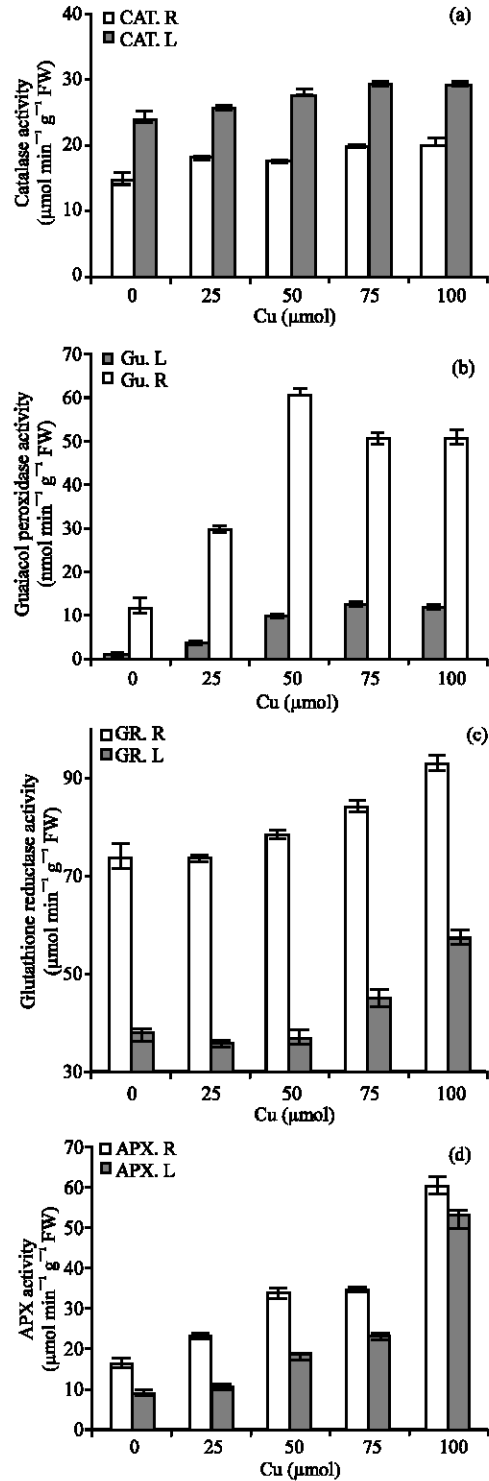 (a)
CAT. R
CAT. L
Catalase activity
(µmol min⁻¹ g⁻¹ FW)
40
30
20
10
0
0 25 50 75 100
Cu (µmol)
(b)
Gu. L
Gu. R
Guaiacol peroxidase activity
(nmol min⁻¹ g⁻¹ FW)
70
60
50
40
30
20
10
0
0 25 50 75 100
Cu (µmol)
(c)
GR. R
GR. L
Glutathione reductase activity
(µmol min⁻¹ g⁻¹ FW)
90
70
50
30
0 25 50 75 100
Cu (µmol)
(d)
APX. R
APX. L
APX activity
(µmol min⁻¹ g⁻¹ FW)
70
60
50
40
30
20
10
0
0 25 50 75 100
Cu (µmol)